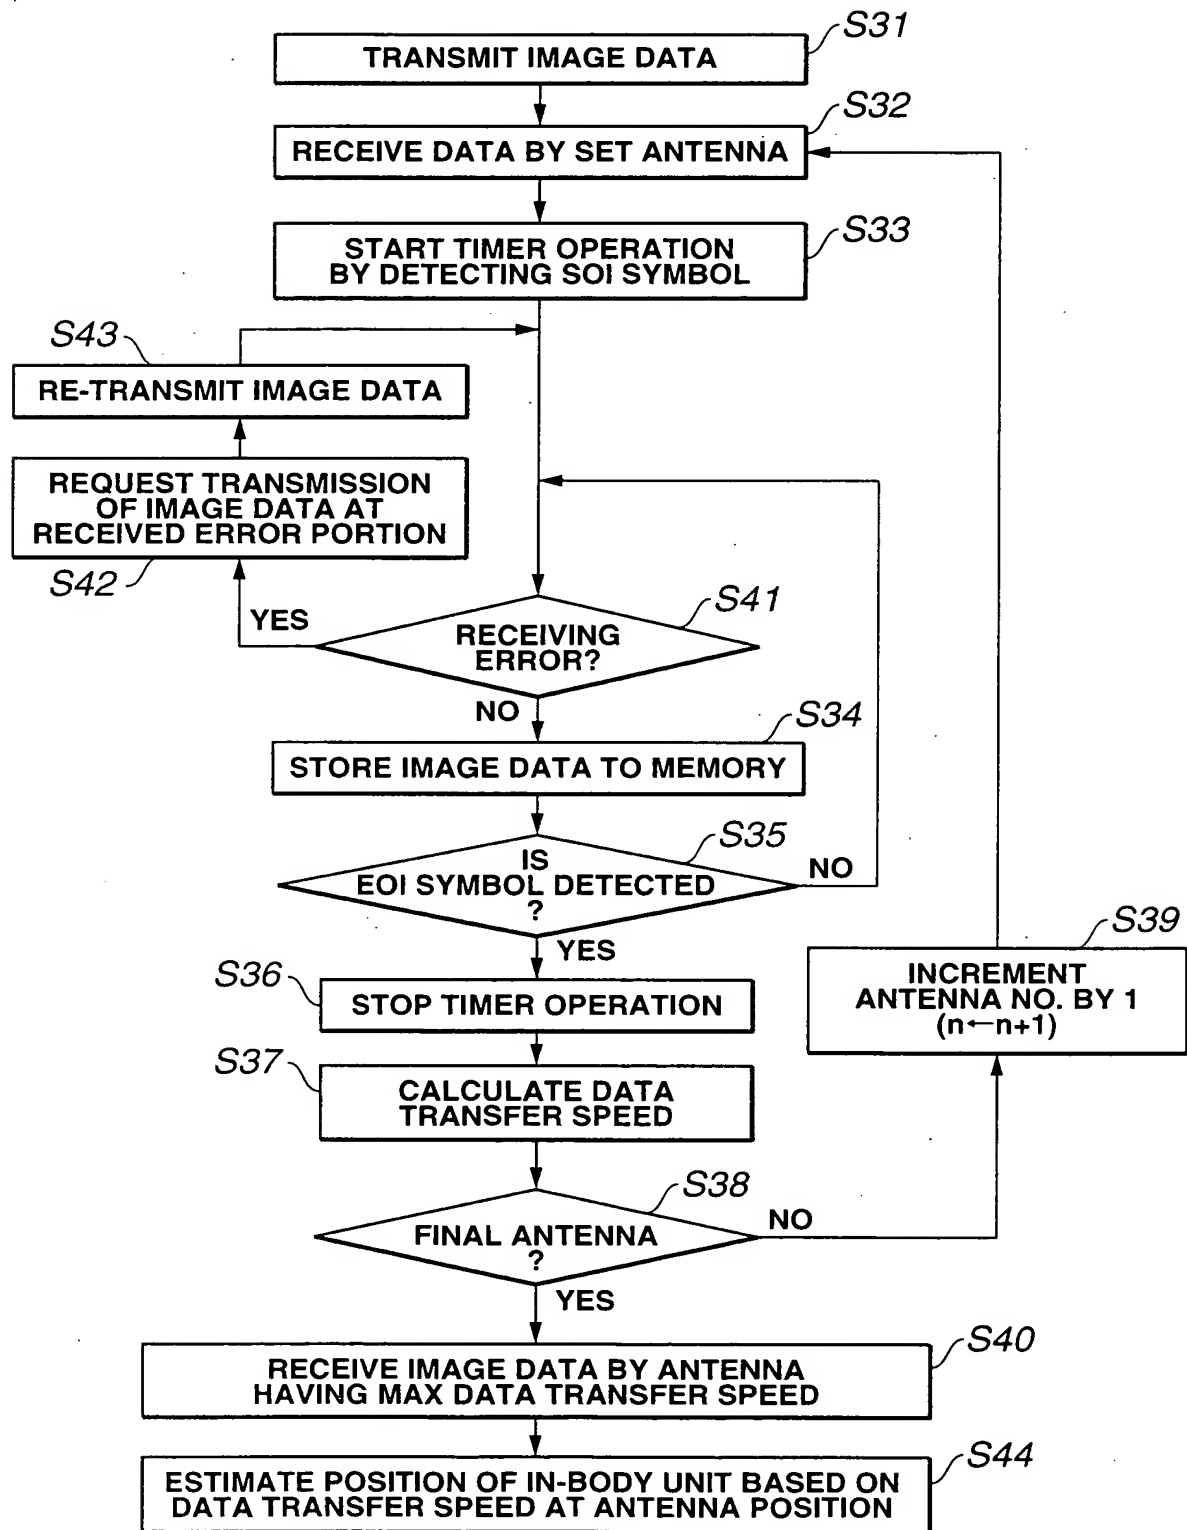 S31
TRANSMIT IMAGE DATA
S32
RECEIVE DATA BY SET ANTENNA
S33
START TIMER OPERATION
BY DETECTING SOI SYMBOL
S43
RE-TRANSMIT IMAGE DATA
REQUEST TRANSMISSION
OF IMAGE DATA AT
RECEIVED ERROR PORTION
S42
YES
S41
RECEIVING
ERROR?
NO
S34
STORE IMAGE DATA TO MEMORY
S35
IS
EOI SYMBOL DETECTED
?
NO
YES
S36
STOP TIMER OPERATION
S39
INCREMENT
ANTENNA NO. BY 1
(n←n+1)
S37
CALCULATE DATA
TRANSFER SPEED
S38
FINAL ANTENNA
?
NO
YES
S40
RECEIVE IMAGE DATA BY ANTENNA
HAVING MAX DATA TRANSFER SPEED
S44
ESTIMATE POSITION OF IN-BODY UNIT BASED ON
DATA TRANSFER SPEED AT ANTENNA POSITION